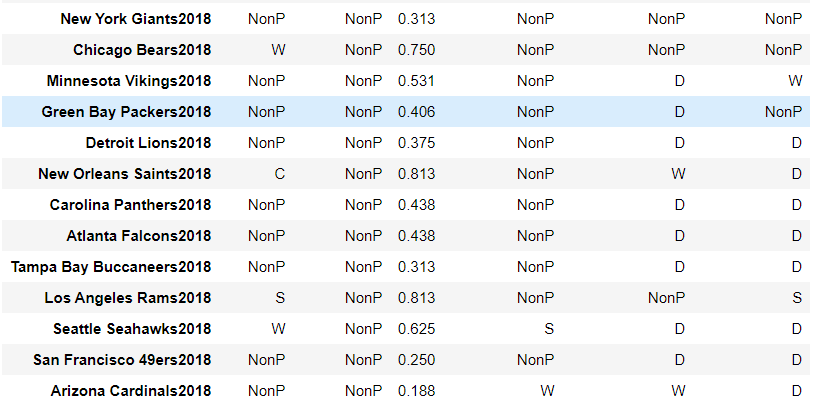 New York Giants2018 NonP NonP 0.313 NonP NonP NonP
Chicago Bears2018 W NonP 0.750 NonP NonP NonP
Minnesota Vikings2018 NonP NonP 0.531 NonP D W
Green Bay Packers2018 NonP NonP 0.406 NonP D NonP
Detroit Lions2018 NonP NonP 0.375 NonP D D
New Orleans Saints2018 C NonP 0.813 NonP W D
Carolina Panthers2018 NonP NonP 0.438 NonP D D
Atlanta Falcons2018 NonP NonP 0.438 NonP D D
Tampa Bay Buccaneers2018 NonP NonP 0.313 NonP D D
Los Angeles Rams2018 S NonP 0.813 NonP NonP S
Seattle Seahawks2018 W NonP 0.625 S D D
San Francisco 49ers2018 NonP NonP 0.250 NonP D D
Arizona Cardinals2018 NonP NonP 0.188 W W D